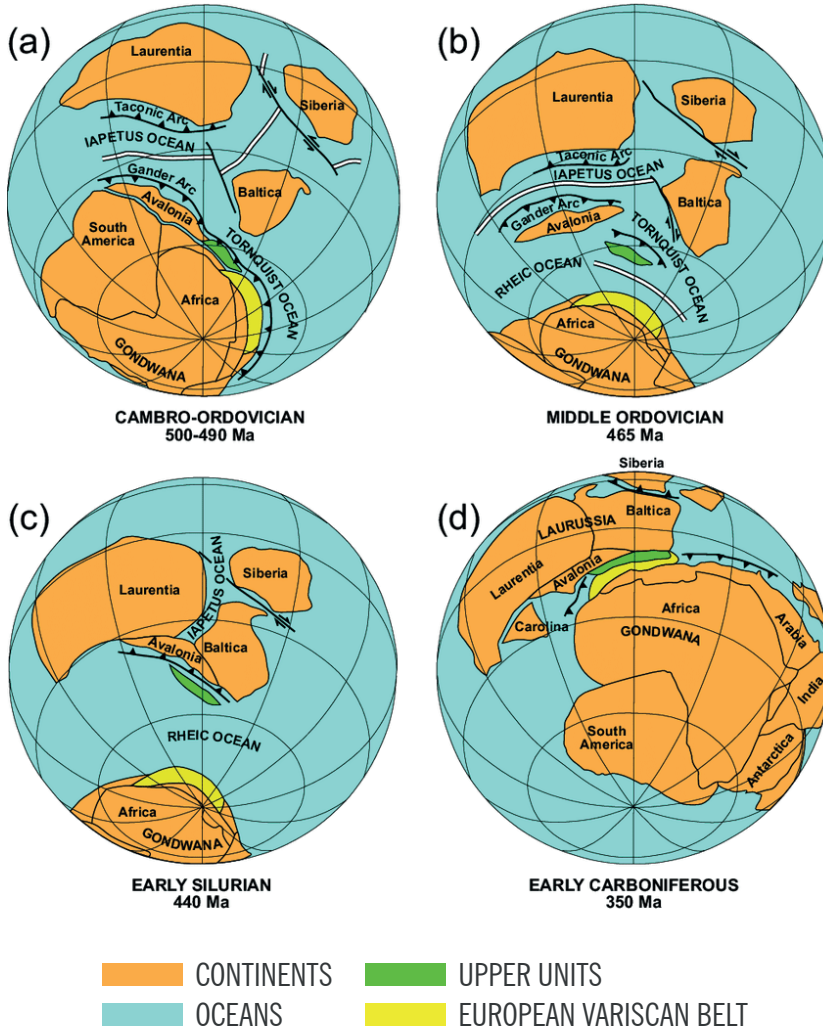 (a)
Laurentia
Siberia
Taconic Arc
IAPETUS OCEAN
Gander Arc
Avalonia
Baltica
South
America
TORNQUIST OCEAN
Africa
GONDWANA
CAMBRO-ORDOVICIAN
500-490 Ma
(b)
Laurentia
Siberia
Taconic Arc
IAPETUS OCEAN
Baltica
Gander Arc
Avalonia
TORNQUIST OCEAN
RHEIC OCEAN
Africa
GONDWANA
MIDDLE ORDOVICIAN
465 Ma
(c)
IAPETUS OCEAN
Laurentia
Siberia
Avalonia
Baltica
RHEIC OCEAN
Africa
GONDWANA
EARLY SILURIAN
440 Ma
(d)
Siberia
Baltica
LAURUSSIA
Laurentia
Avalonia
Carolina
Africa
GONDWANA
Arabia
India
South
America
Antarctica
EARLY CARBONIFEROUS
350 Ma
CONTINENTS
UPPER UNITS
OCEANS
EUROPEAN VARISCAN BELT